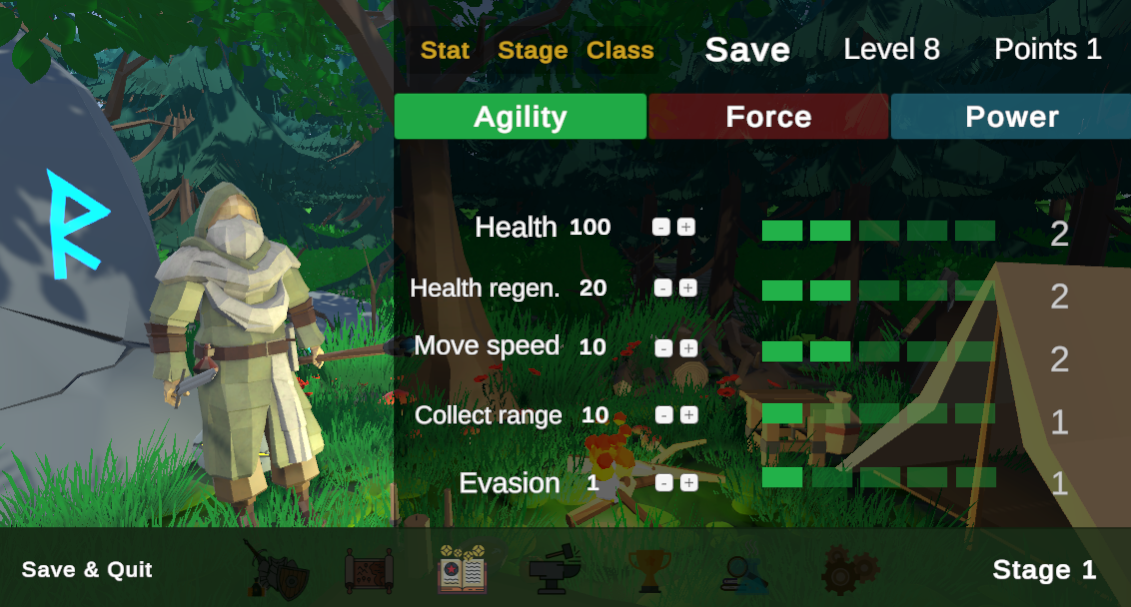 Stat Stage Class Save Level 8 Points 1
Agility Force Power
Health 100 - + 2
Health regen. 20 - + 2
Move speed 10 - + 2
Collect range 10 - + 1
Evasion 1 - + 1
Save & Quit Stage 1